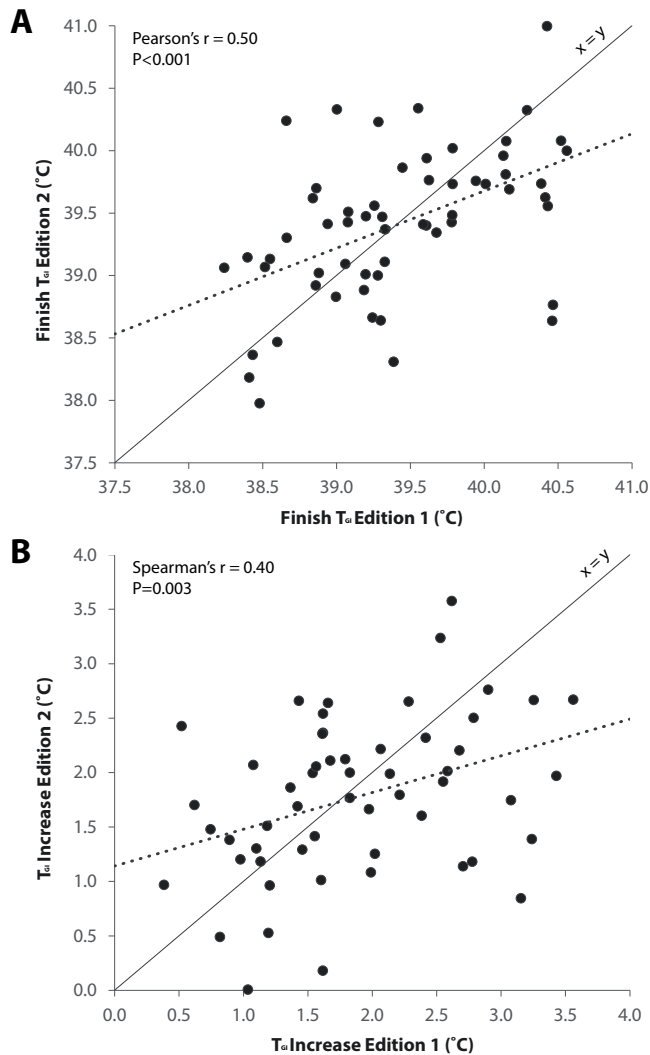 A
Pearson's r = 0.50
P<0.001
x = y
41.0
40.5
40.0
39.5
39.0
38.5
38.0
37.5
Finish TGI Edition 2 (˚C)
37.5 38.0 38.5 39.0 39.5 40.0 40.5 41.0
Finish TGI Edition 1 (˚C)
B
Spearman's r = 0.40
P=0.003
x = y
4.0
3.5
3.0
2.5
2.0
1.5
1.0
0.5
0.0
TGI Increase Edition 2 (˚C)
0.0 0.5 1.0 1.5 2.0 2.5 3.0 3.5 4.0
TGI Increase Edition 1 (˚C)